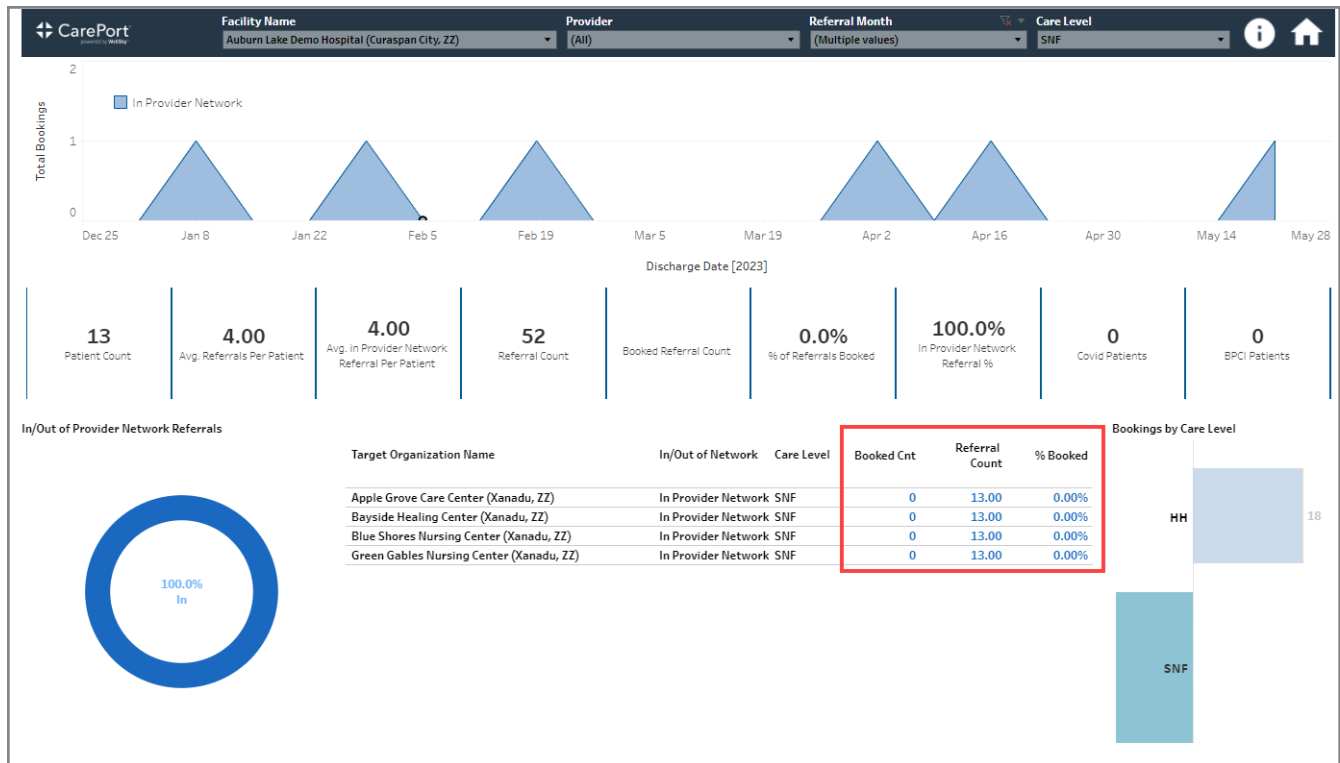 Facility Name
Provider
Referral Month
Care Level
CarePort
powered by WellSky
Auburn Lake Demo Hospital (Curaspan City, ZZ)
(All)
(Multiple values)
SNF
i
2
1
0
Total Bookings
In Provider Network
Dec 25
Jan 8
Jan 22
Feb 5
Feb 19
Mar 5
Mar 19
Apr 2
Apr 16
Apr 30
May 14
May 28
Discharge Date [2023]
13
Patient Count
4.00
Avg. Referrals Per Patient
4.00
Avg. in Provider Network
Referral Per Patient
52
Referral Count
Booked Referral Count
0.0%
% of Referrals Booked
100.0%
In Provider Network
Referral %
0
Covid Patients
0
BPCI Patients
In/Out of Provider Network Referrals
100.0%
In
Target Organization Name In/Out of Network Care Level Booked Cnt Referral Count % Booked
Apple Grove Care Center (Xanadu, ZZ) In Provider Network SNF 0 13.00 0.00%
Bayside Healing Center (Xanadu, ZZ) In Provider Network SNF 0 13.00 0.00%
Blue Shores Nursing Center (Xanadu, ZZ) In Provider Network SNF 0 13.00 0.00%
Green Gables Nursing Center (Xanadu, ZZ) In Provider Network SNF 0 13.00 0.00%
Bookings by Care Level
HH
18
SNF